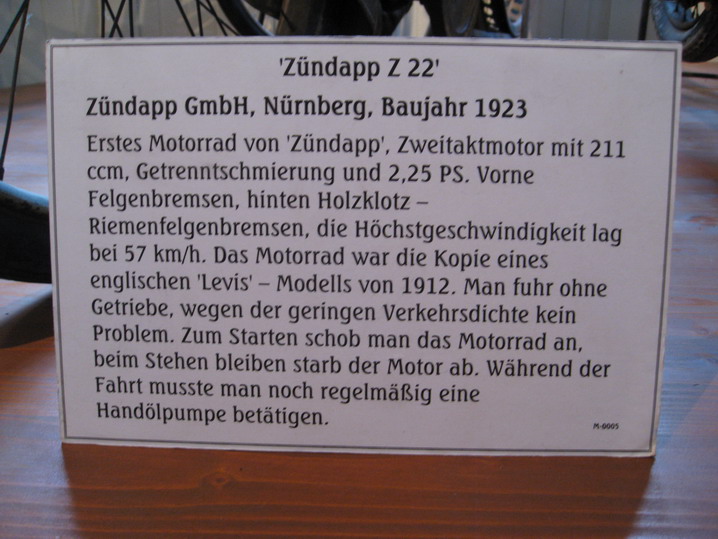 'Zündapp Z 22'
Zündapp GmbH, Nürnberg, Baujahr 1923
Erstes Motorrad von 'Zündapp', Zweitaktmotor mit 211
ccm, Getrenntschmierung und 2,25 PS. Vorne
Felgenbremsen, hinten Holzklotz –
Riemenfelgenbremsen, die Höchstgeschwindigkeit lag
bei 57 km/h. Das Motorrad war die Kopie eines
englischen 'Levis' – Modells von 1912. Man fuhr ohne
Getriebe, wegen der geringen Verkehrsdichte kein
Problem. Zum Starten schob man das Motorrad an,
beim Stehen bleiben starb der Motor ab. Während der
Fahrt musste man noch regelmäßig eine
Handölpumpe betätigen.
M-0005